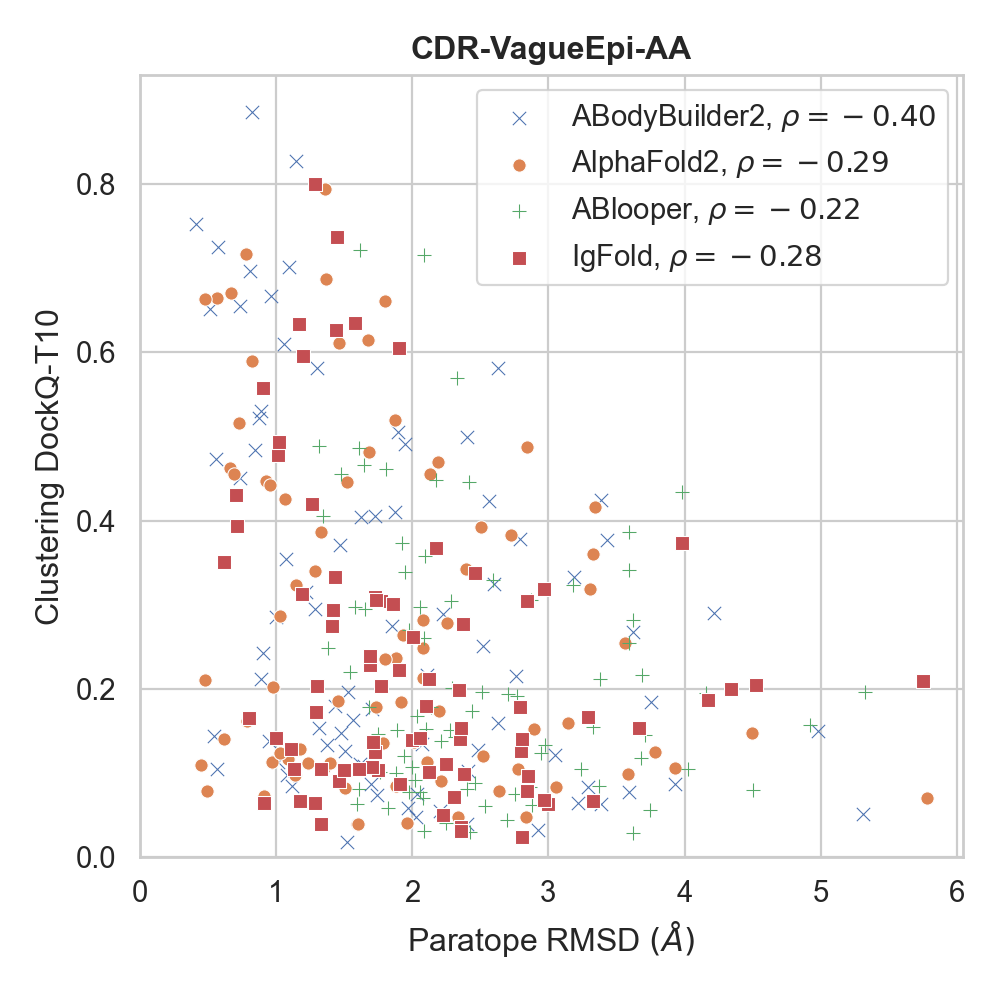 CDR-VagueEpi-AA
ABodyBuilder2, ρ = − 0.40
AlphaFold2, ρ = − 0.29
ABlooper, ρ = − 0.22
IgFold, ρ = − 0.28
Clustering DockQ-T10
0.8
0.6
0.4
0.2
0.0
0 1 2 3 4 5 6
Paratope RMSD (Å)